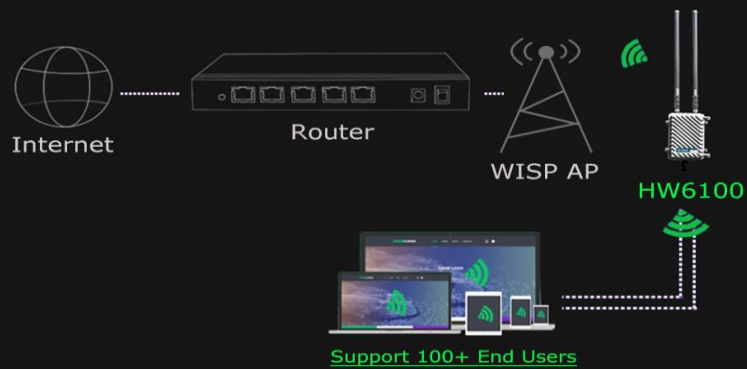 Internet
Router
WISP AP
HW6100
Support 100+ End Users